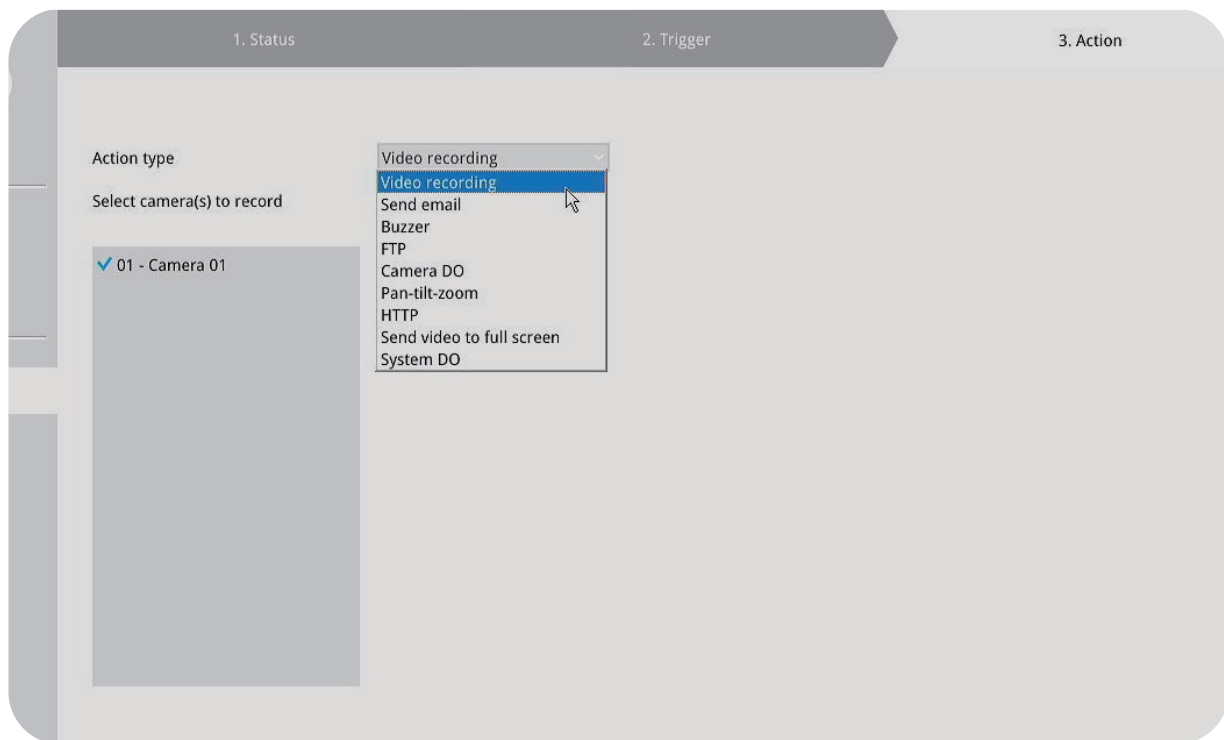 1. Status
2. Trigger
3. Action
Action type
Video recording
Video recording
Select camera(s) to record
Send email
Buzzer
FTP
01 - Camera 01
Camera DO
Pan-tilt-zoom
HTTP
Send video to full screen
System DO